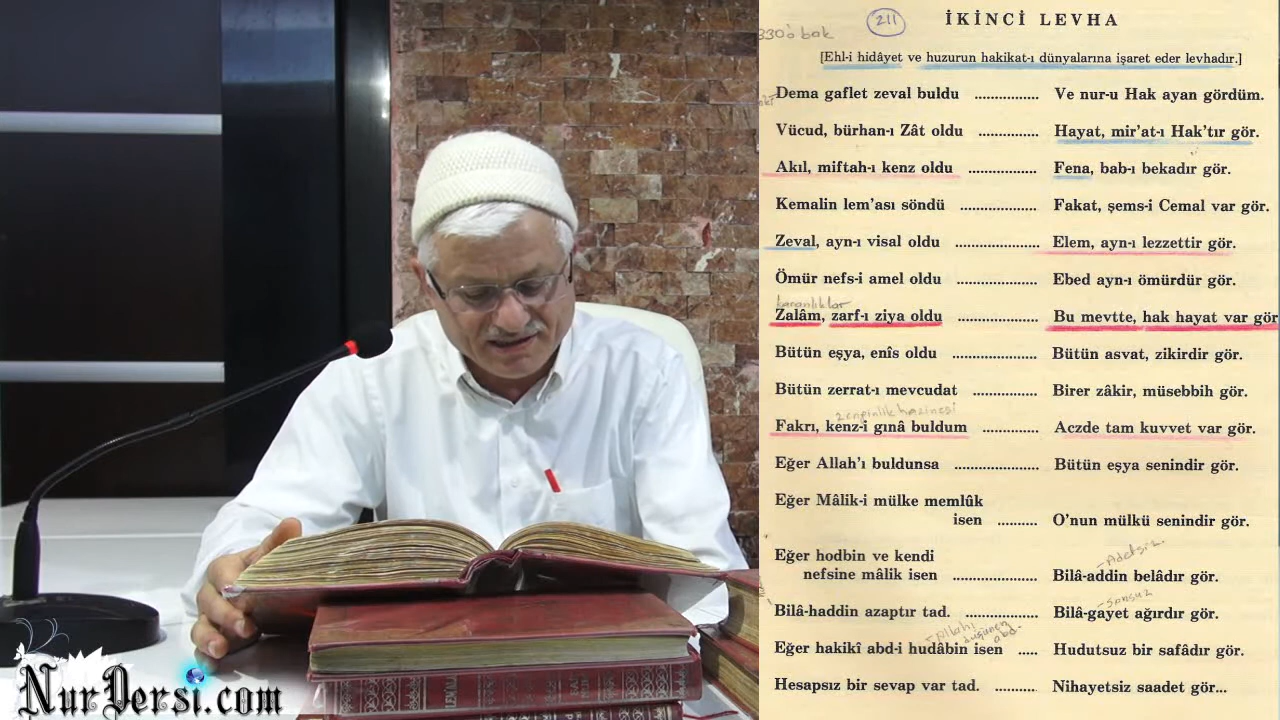 3300 bak
211
İKİNCİ LEVHA
[Ehl-i hidâyet ve huzurun hakikat-ı dünyalarına işaret eder levhadır.]
Dema gaflet zeval buldu ................ Ve nur-u Hak ayan gördüm.
Vücud, bürhan-ı Zât oldu ............... Hayat, mir'at-ı Hak'tır gör.
Akıl, miftah-ı kenz oldu ................. Fena, bab-ı bekadır gör.
Kemalin lem'ası söndü ................... Fakat, şems-i Cemal var gör.
Zeval, ayn-ı visal oldu ..................... Elem, ayn-ı lezzettir gör.
Ömür nefs-i amel oldu .................... Ebed ayn-ı ömürdür gör.
karanlıklar
Zalâm, zarf-ı ziya oldu .................... Bu mevtte, hak hayat var gör
Bütün eşya, enîs oldu ..................... Bütün asvat, zikirdir gör.
Bütün zerrat-ı mevcudat ................ Birer zâkir, müsebbih gör.
zenginlik hazinesi
Fakrı, kenz-i gınâ buldum .............. Aczde tam kuvvet var gör.
Eğer Allah'ı buldunsa ..................... Bütün eşya senindir gör.
Eğer Mâlik-i mülke memlûk
isen .......... O'nun mülkü senindir gör.
Eğer hodbin ve kendi
Adetsiz
nefsine mâlik isen ..................... Bilâ-addin belâdır gör.
sonsuz
Bilâ-haddin azaptır tad. .................. Bilâ-gayet ağırdır gör.
Allahı düşünen abd.
Eğer hakikî abd-i hudâbin isen ..... Hudutsuz bir safâdır gör.
Hesapsız bir sevap var tad. ........... Nihayetsiz saadet gör...
NurDersi.com